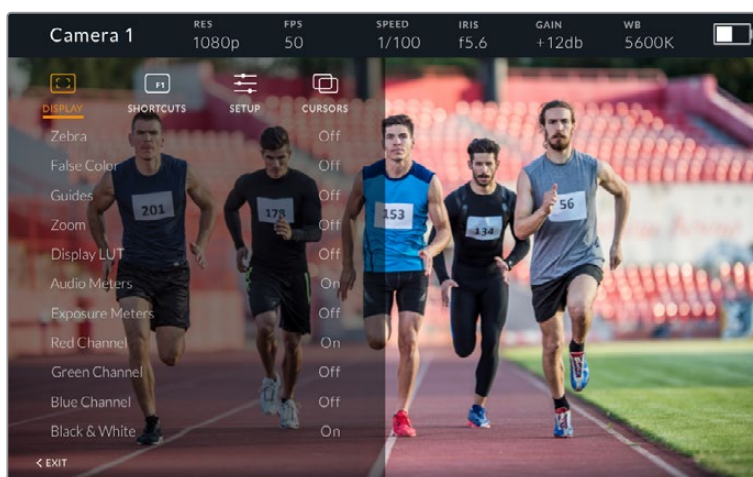 Camera 1
RES FPS SPEED IRIS GAIN WB
1080p 50 1/100 f5.6 +12db 5600K
F1
DISPLAY SHORTCUTS SETUP CURSORS
Zebra Off
False Color Off
Guides Off
Zoom Off
Display LUT Off
Audio Meters On
Exposure Meters Off
Red Channel On
Green Channel Off
Blue Channel Off
Black & White On
< EXIT
201
178
153
134
56